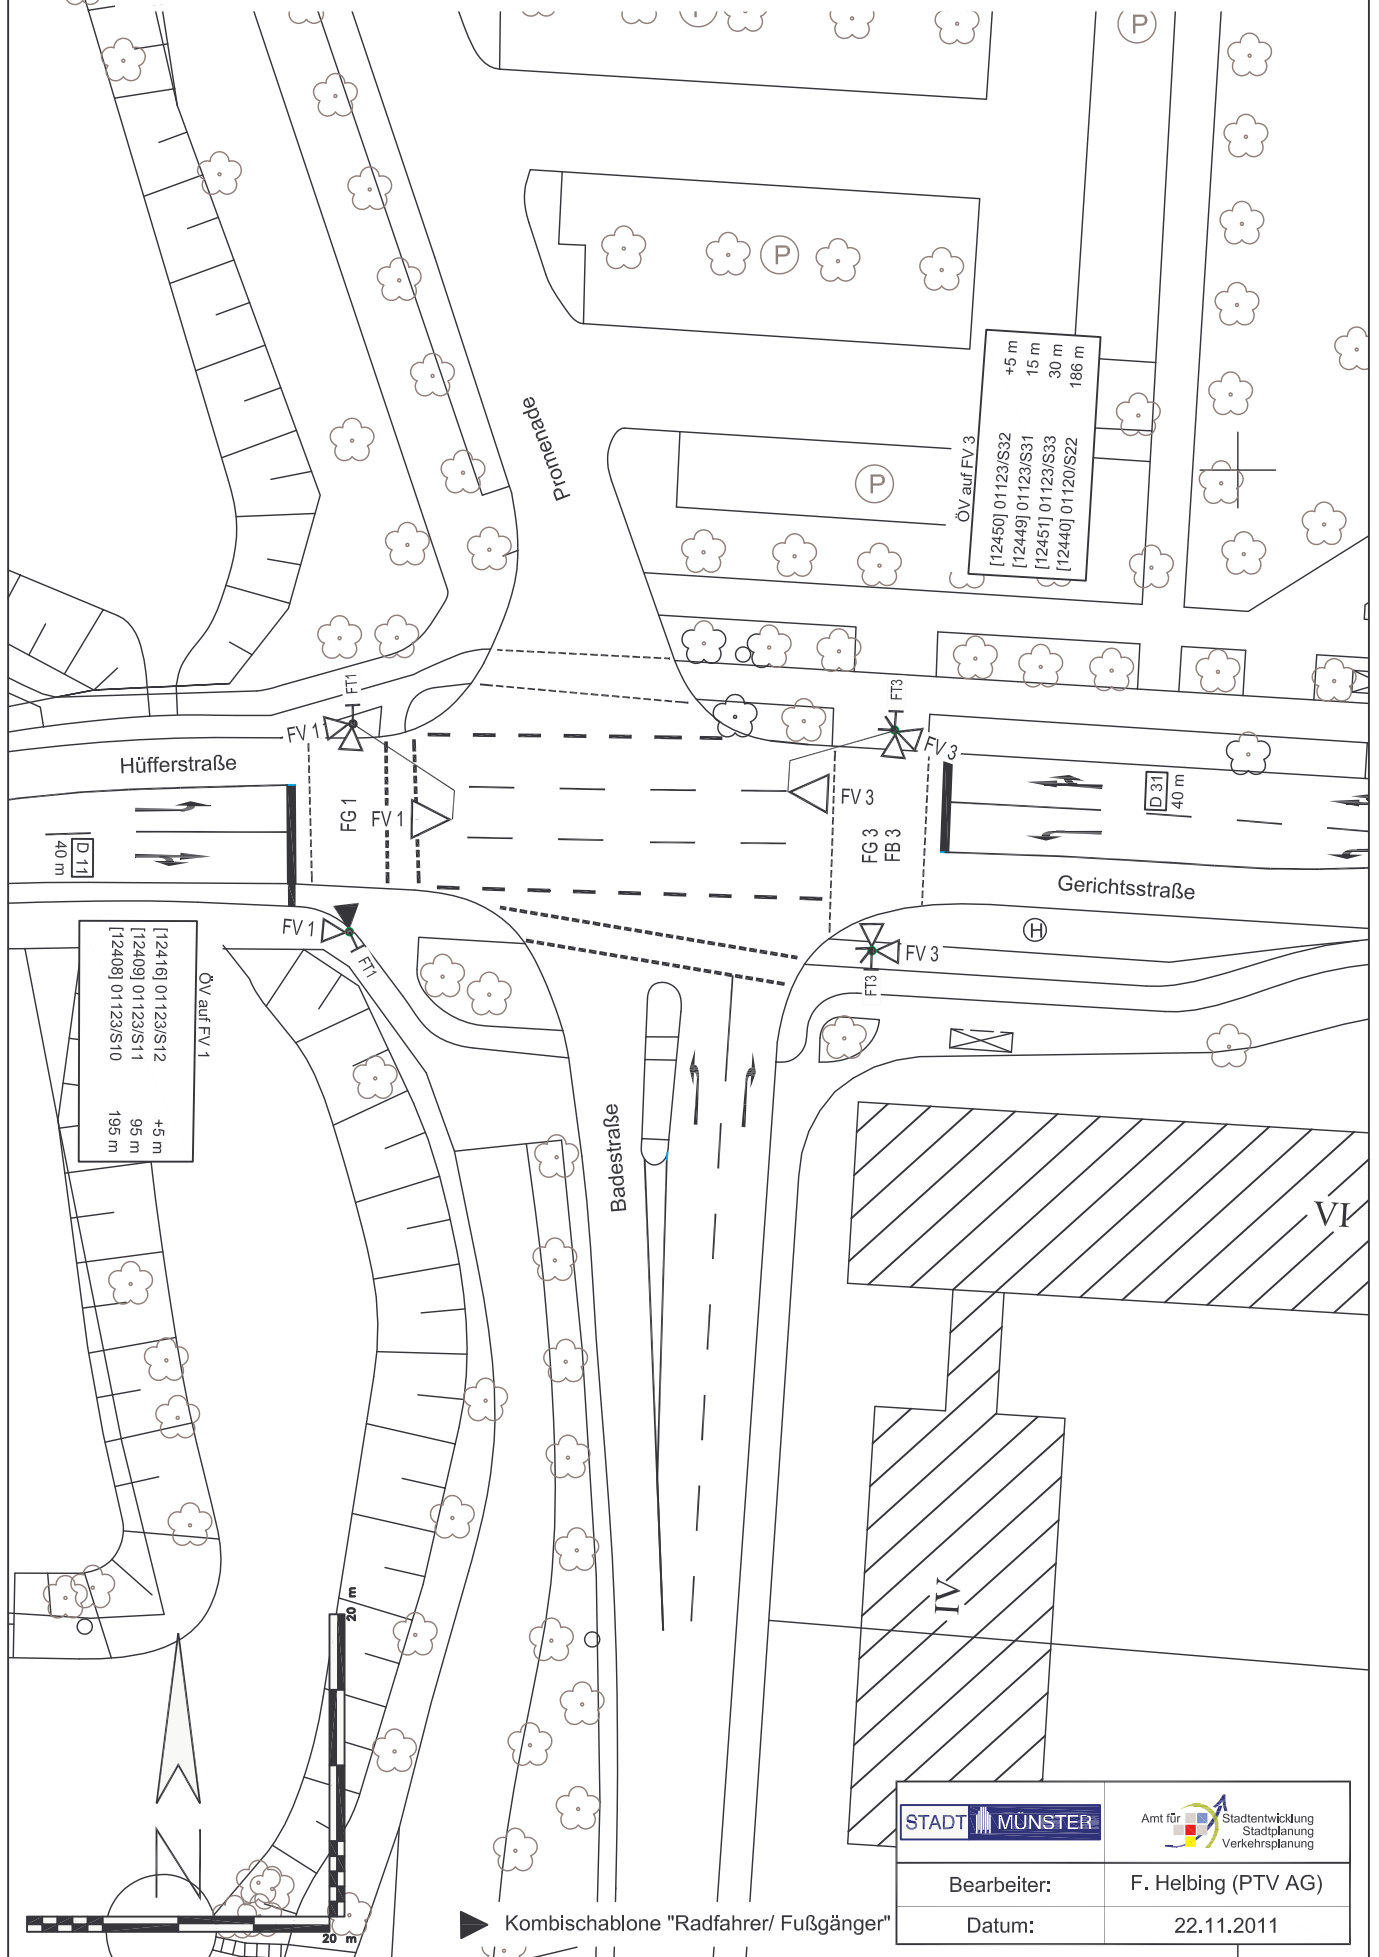 P
P
P
P
Promenade
ÖV auf FV 3
[12450] 01123/S32 +5 m
[12449] 01123/S31 15 m
[12451] 01123/S33 30 m
[12440] 01120/S22 186 m
FT1
FT3
FV 1
FV 3
Hüfferstraße
FG 1
FV 1
FV 3
FG 3
FB 3
D 31
40 m
D 11
40 m
Gerichtsstraße
FV 1
FT1
FV 3
FT3
H
ÖV auf FV 1
[12416] 01123/S12 +5 m
[12409] 01123/S11 95 m
[12408] 01123/S10 195 m
Badestraße
VI
IV
20 m
N
20 m
Kombischablone "Radfahrer/ Fußgänger"
STADT MÜNSTER
Amt für Stadtentwicklung
Stadtplanung
Verkehrsplanung
Bearbeiter: F. Helbing (PTV AG)
Datum: 22.11.2011